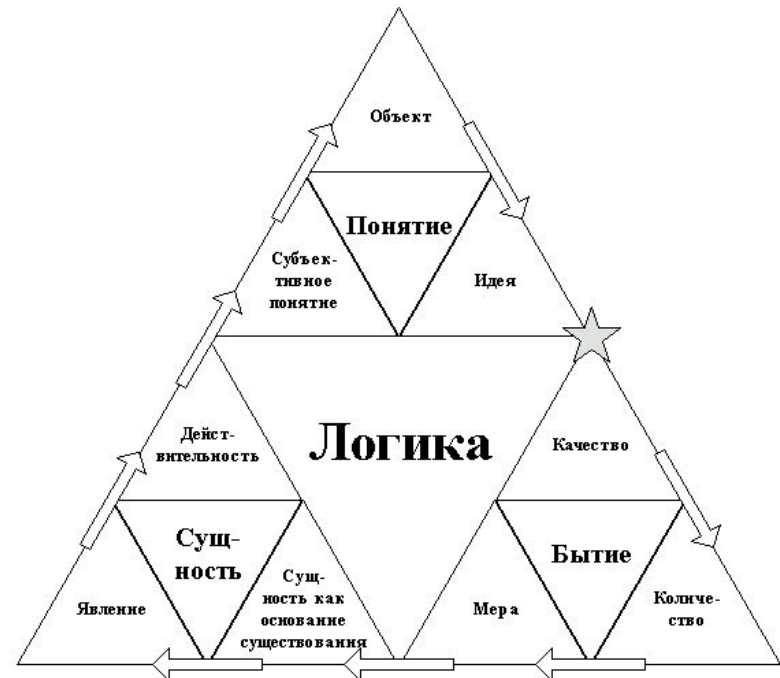 Объект
Понятие
Субъек-
тивное
понятие
Идея
Логика
Дейст-
вительность
Качество
Сущ-
ность
Бытие
Явление
Сущ-
ность как
основание
существования
Мера
Количе-
ство